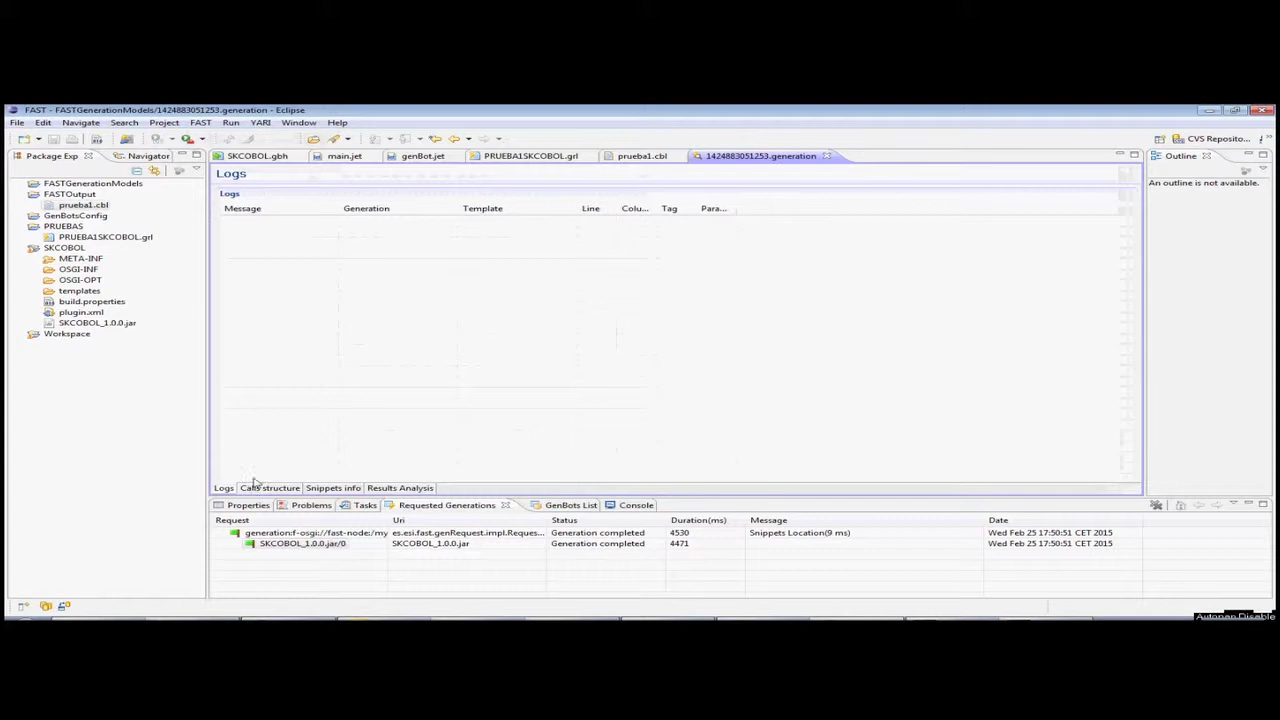 FAST - FASTGenerationModels/1424883051253.generation - Eclipse
File Edit Navigate Search Project FAST Run YARI Window Help
CVS Reposito...
Package Exp Navigator
SKCOBOL.gbh main.jet genBot.jet PRUEBA1SKCOBOL.grl prueba1.cbl 1424883051253.generation
Outline
An outline is not available.
FASTGenerationModels
FASTOutput
prueba1.cbl
GenBotsConfig
PRUEBAS
PRUEBA1SKCOBOL.grl
SKCOBOL
META-INF
OSGI-INF
OSGI-OPT
templates
build.properties
plugin.xml
SKCOBOL_1.0.0.jar
Workspace
Logs
Logs
Message Generation Template Line Colu... Tag Para...
Logs Call structure Snippets info Results Analysis
Properties Problems Tasks Requested Generations GenBots List Console
Request Uri Status Duration(ms) Message Date
generation:f-osgi://fast-node:/my es.esi.fast.genRequest.impl.Reques... Generation completed 4530 Snippets Location(9 ms) Wed Feb 25 17:50:51 CET 2015
SKCOBOL_1.0.0.jar/0 SKCOBOL_1.0.0.jar Generation completed 4471 Wed Feb 25 17:50:51 CET 2015
Autopan Disable